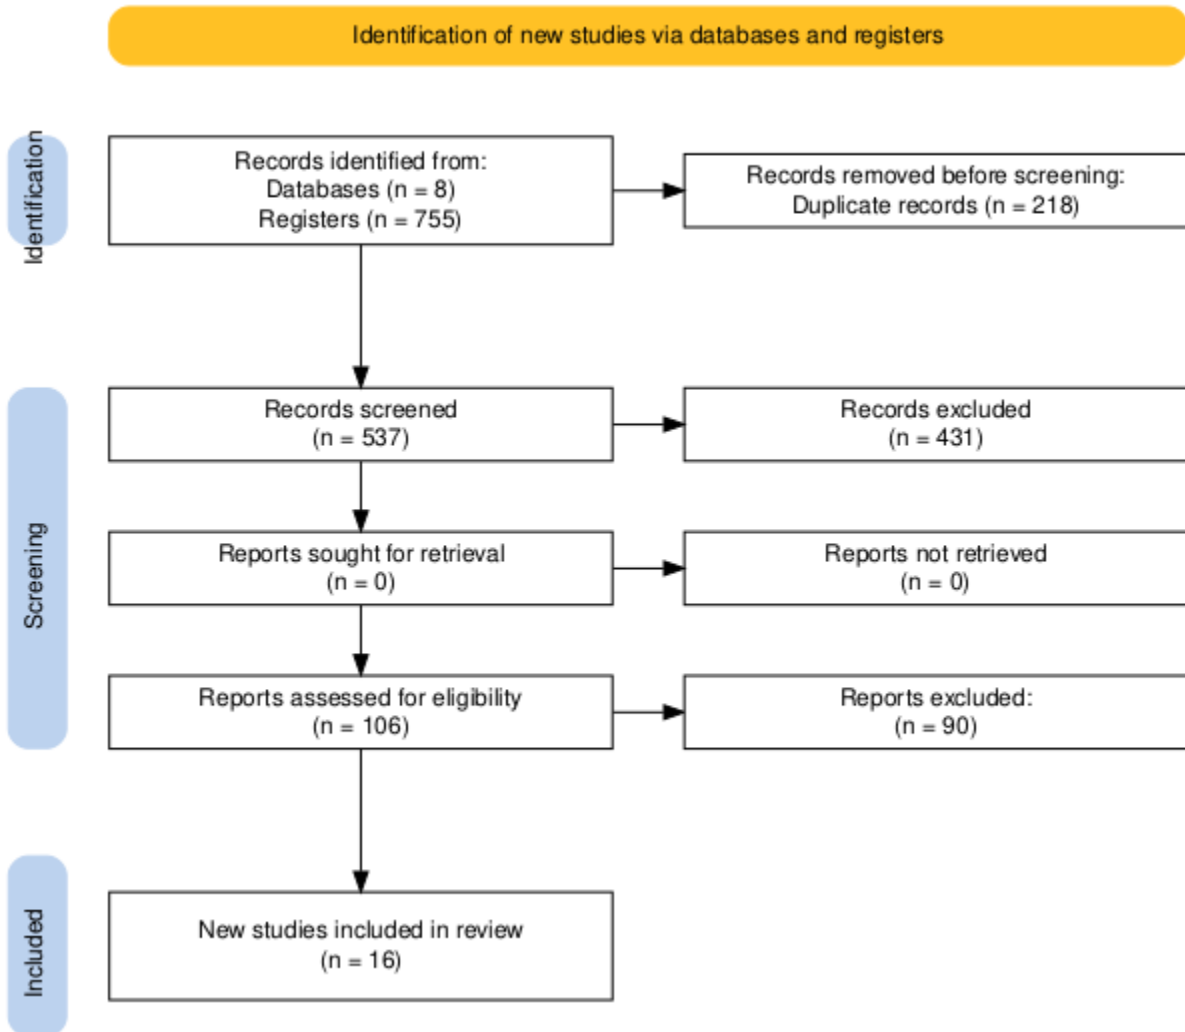 Identification of new studies via databases and registers
Identification
Records identified from:
Databases (n = 8)
Registers (n = 755)
Records removed before screening:
Duplicate records (n = 218)
Screening
Records screened
(n = 537)
Records excluded
(n = 431)
Reports sought for retrieval
(n = 0)
Reports not retrieved
(n = 0)
Reports assessed for eligibility
(n = 106)
Reports excluded:
(n = 90)
Included
New studies included in review
(n = 16)